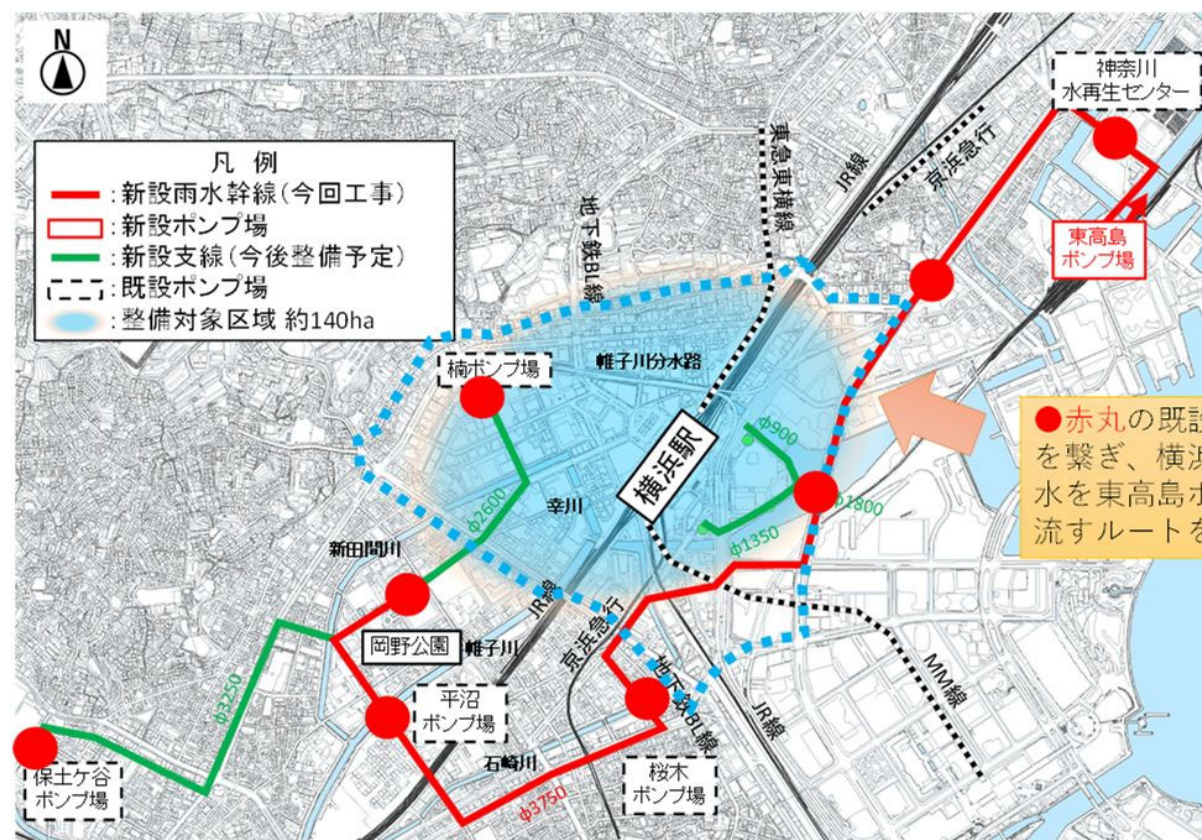 N
凡例
:新設雨水幹線(今回工事)
:新設ポンプ場
:新設支線(今後整備予定)
:既設ポンプ場
:整備対象区域 約140ha
神奈川
水再生センター
東急東横線
JR線
京浜急行
地下鉄BL線
東高島
ポンプ場
楠ポンプ場
帷子川分水路
横浜駅
φ900
φ1800
φ1350
●赤丸の既設
を繋ぎ、横浜
水を東高島ポ
流すルートを
φ2600
幸川
新田間川
岡野公園
帷子川
JR線
京浜急行
地下鉄BL線
JR線
MM線
φ3250
平沼
ポンプ場
石崎川
桜木
ポンプ場
φ3750
保土ケ谷
ポンプ場